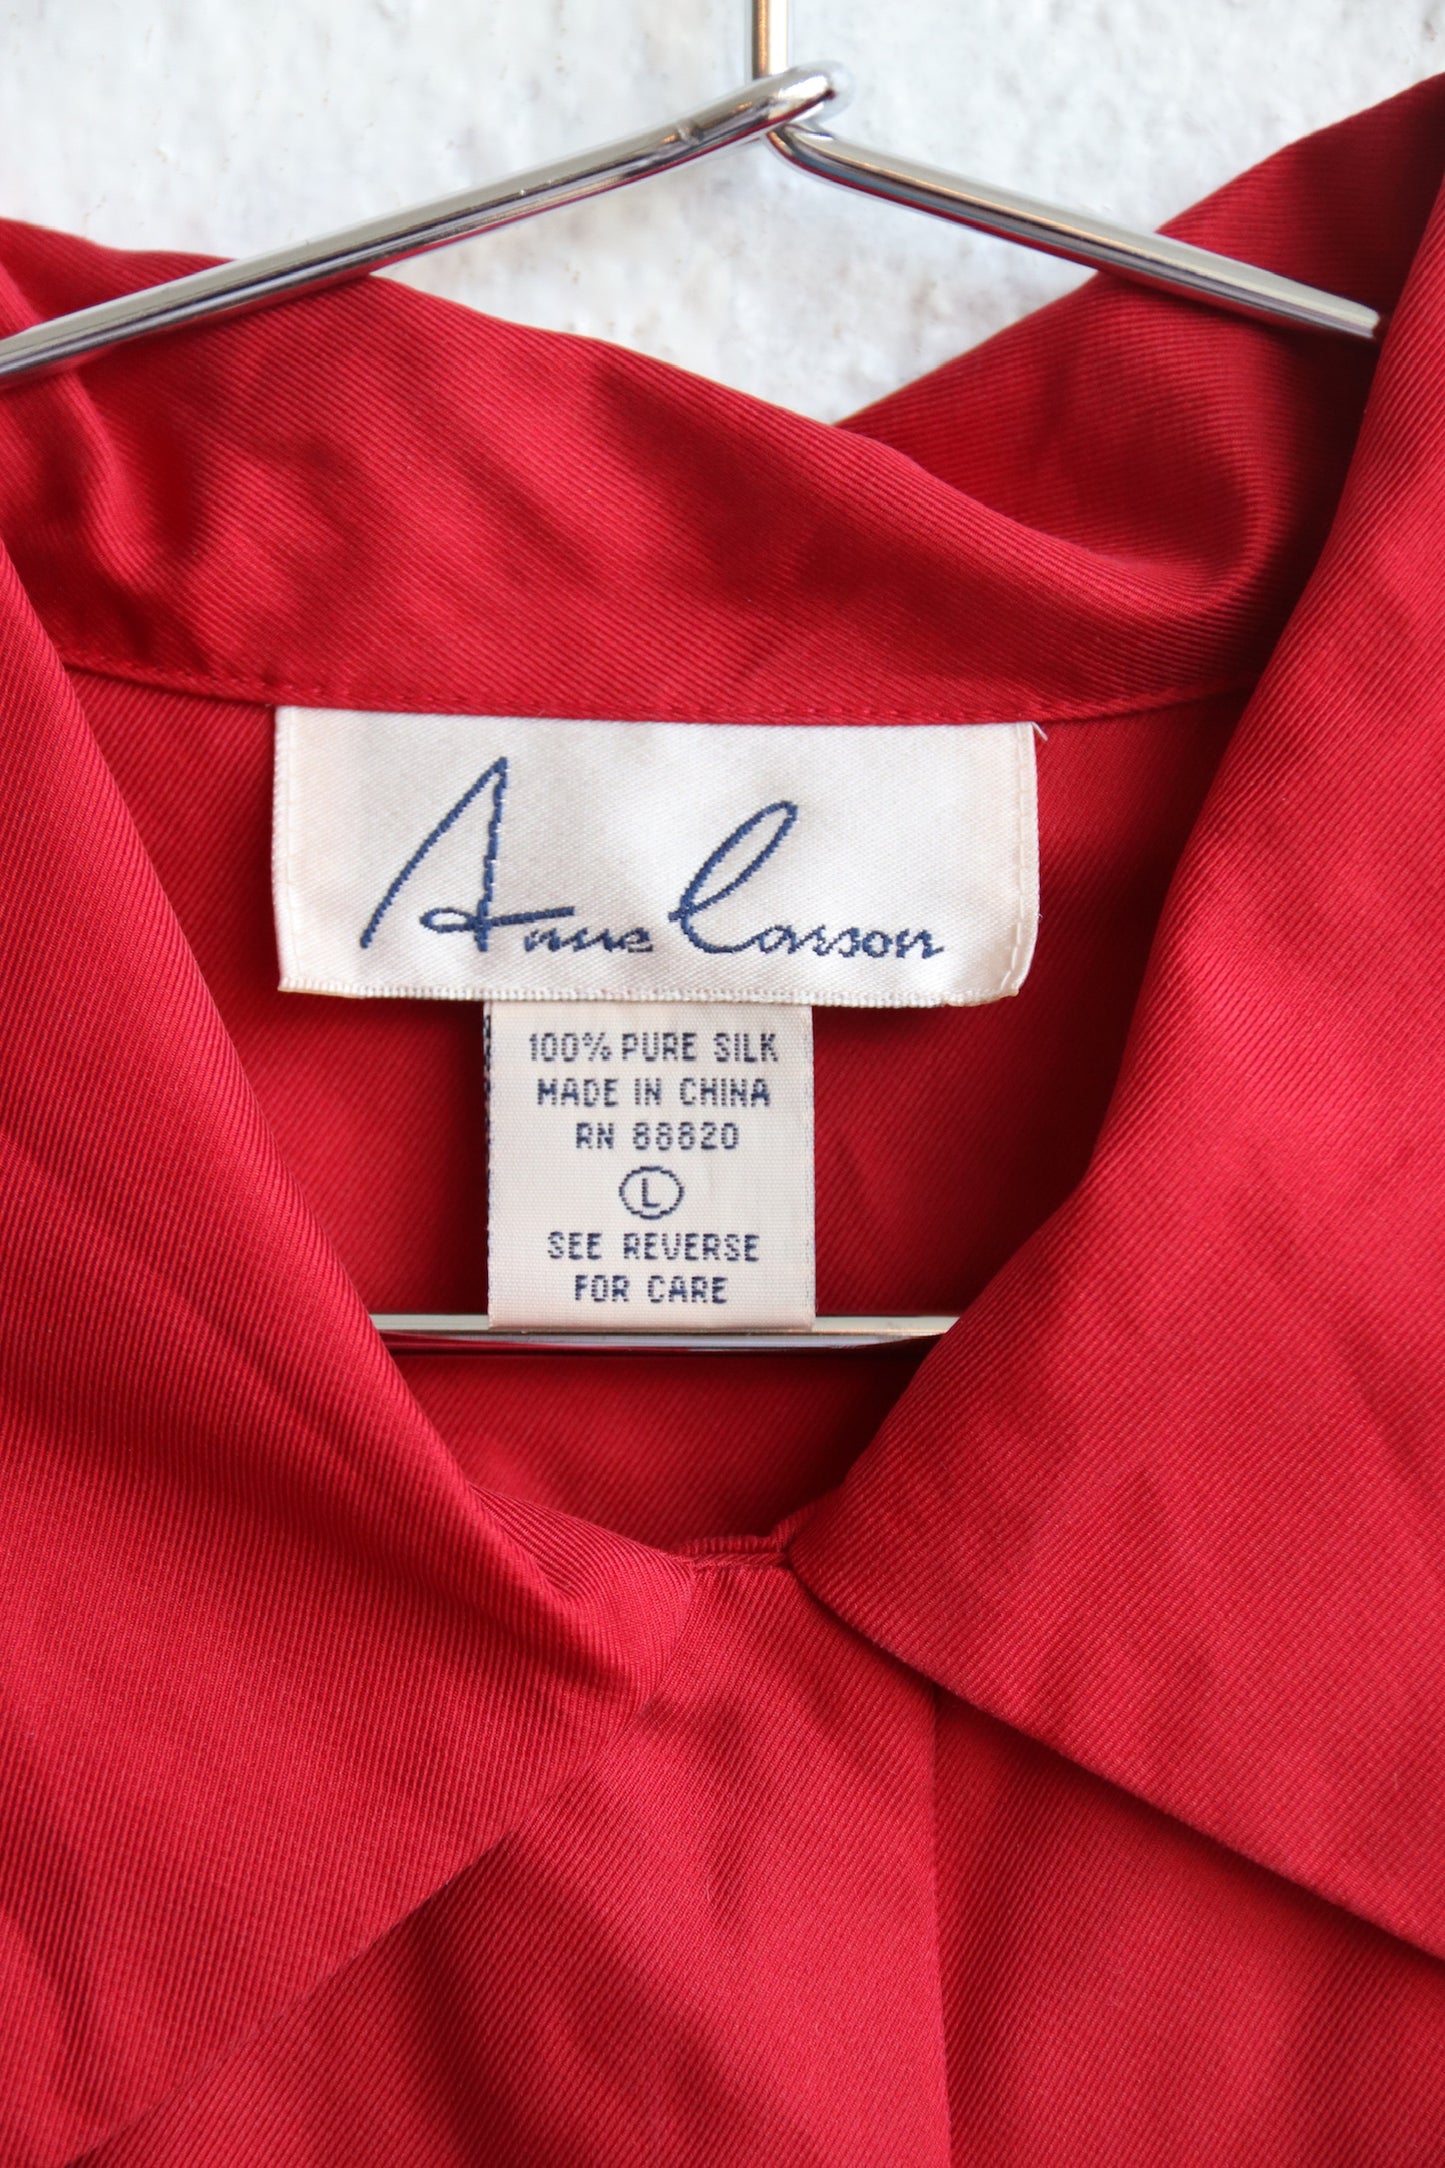 Anne Carson
100% PURE SILK
MADE IN CHINA
RN 88820
L
SEE REVERSE
FOR CARE